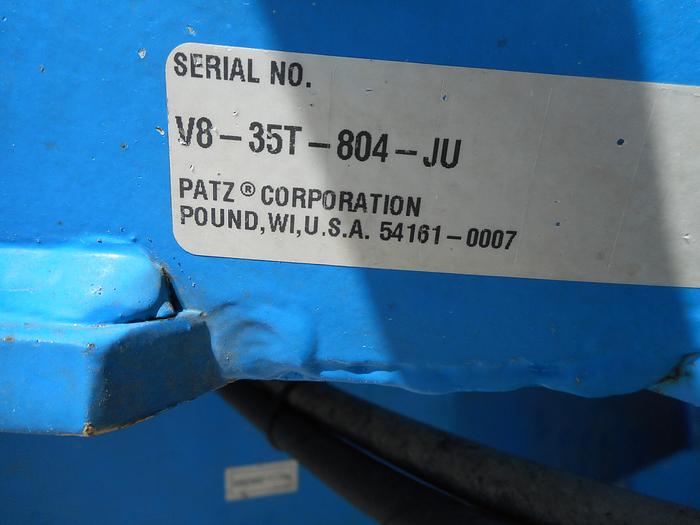 SERIAL NO.
V8-35T-804-JU
PATZ® CORPORATION
POUND, WI, U.S.A. 54161-0007